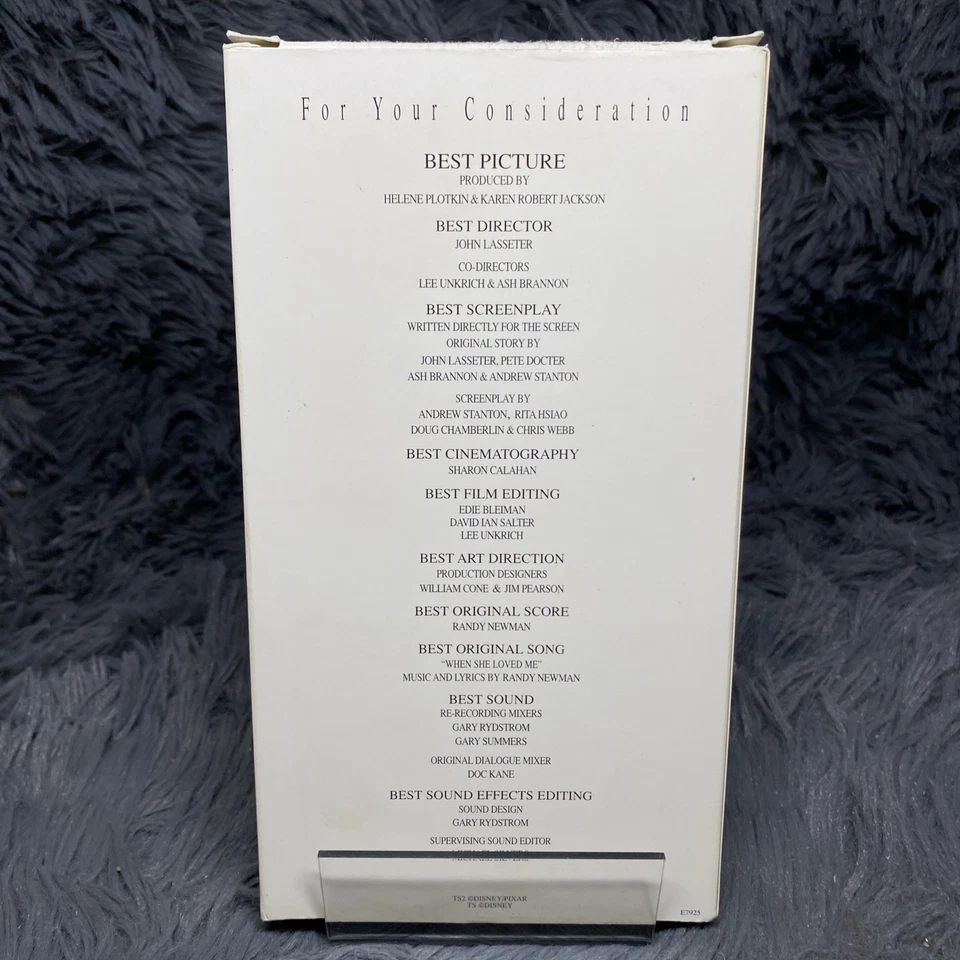 For Your Consideration
BEST PICTURE
PRODUCED BY
HELENE PLOTKIN & KAREN ROBERT JACKSON
BEST DIRECTOR
JOHN LASSETER
CO-DIRECTORS
LEE UNKRICH & ASH BRANNON
BEST SCREENPLAY
WRITTEN DIRECTLY FOR THE SCREEN
ORIGINAL STORY BY
JOHN LASSETER, PETE DOCTER
ASH BRANNON & ANDREW STANTON
SCREENPLAY BY
ANDREW STANTON, RITA HSIAO
DOUG CHAMBERLIN & CHRIS WEBB
BEST CINEMATOGRAPHY
SHARON CALAHAN
BEST FILM EDITING
EDIE BLEIMAN
DAVID IAN SALTER
LEE UNKRICH
BEST ART DIRECTION
PRODUCTION DESIGNERS
WILLIAM CONE & JIM PEARSON
BEST ORIGINAL SCORE
RANDY NEWMAN
BEST ORIGINAL SONG
“WHEN SHE LOVED ME”
MUSIC AND LYRICS BY RANDY NEWMAN
BEST SOUND
RE-RECORDING MIXERS
GARY RYDSTROM
GARY SUMMERS
ORIGINAL DIALOGUE MIXER
DOC KANE
BEST SOUND EFFECTS EDITING
SOUND DESIGN
GARY RYDSTROM
SUPERVISING SOUND EDITOR
TS2 ©DISNEY/PIXAR
TS ©DISNEY
E7925